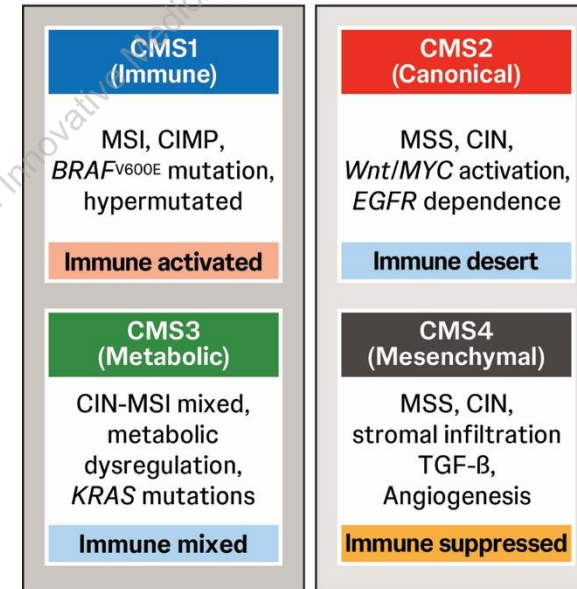 CMS1
(Immune)
MSI, CIMP,
BRAFV600E mutation,
hypermutated
Immune activated
CMS2
(Canonical)
MSS, CIN,
Wnt/MYC activation,
EGFR dependence
Immune desert
CMS3
(Metabolic)
CIN-MSI mixed,
metabolic
dysregulation,
KRAS mutations
Immune mixed
CMS4
(Mesenchymal)
MSS, CIN,
stromal infiltration
TGF-ß,
Angiogenesis
Immune suppressed
Innovative